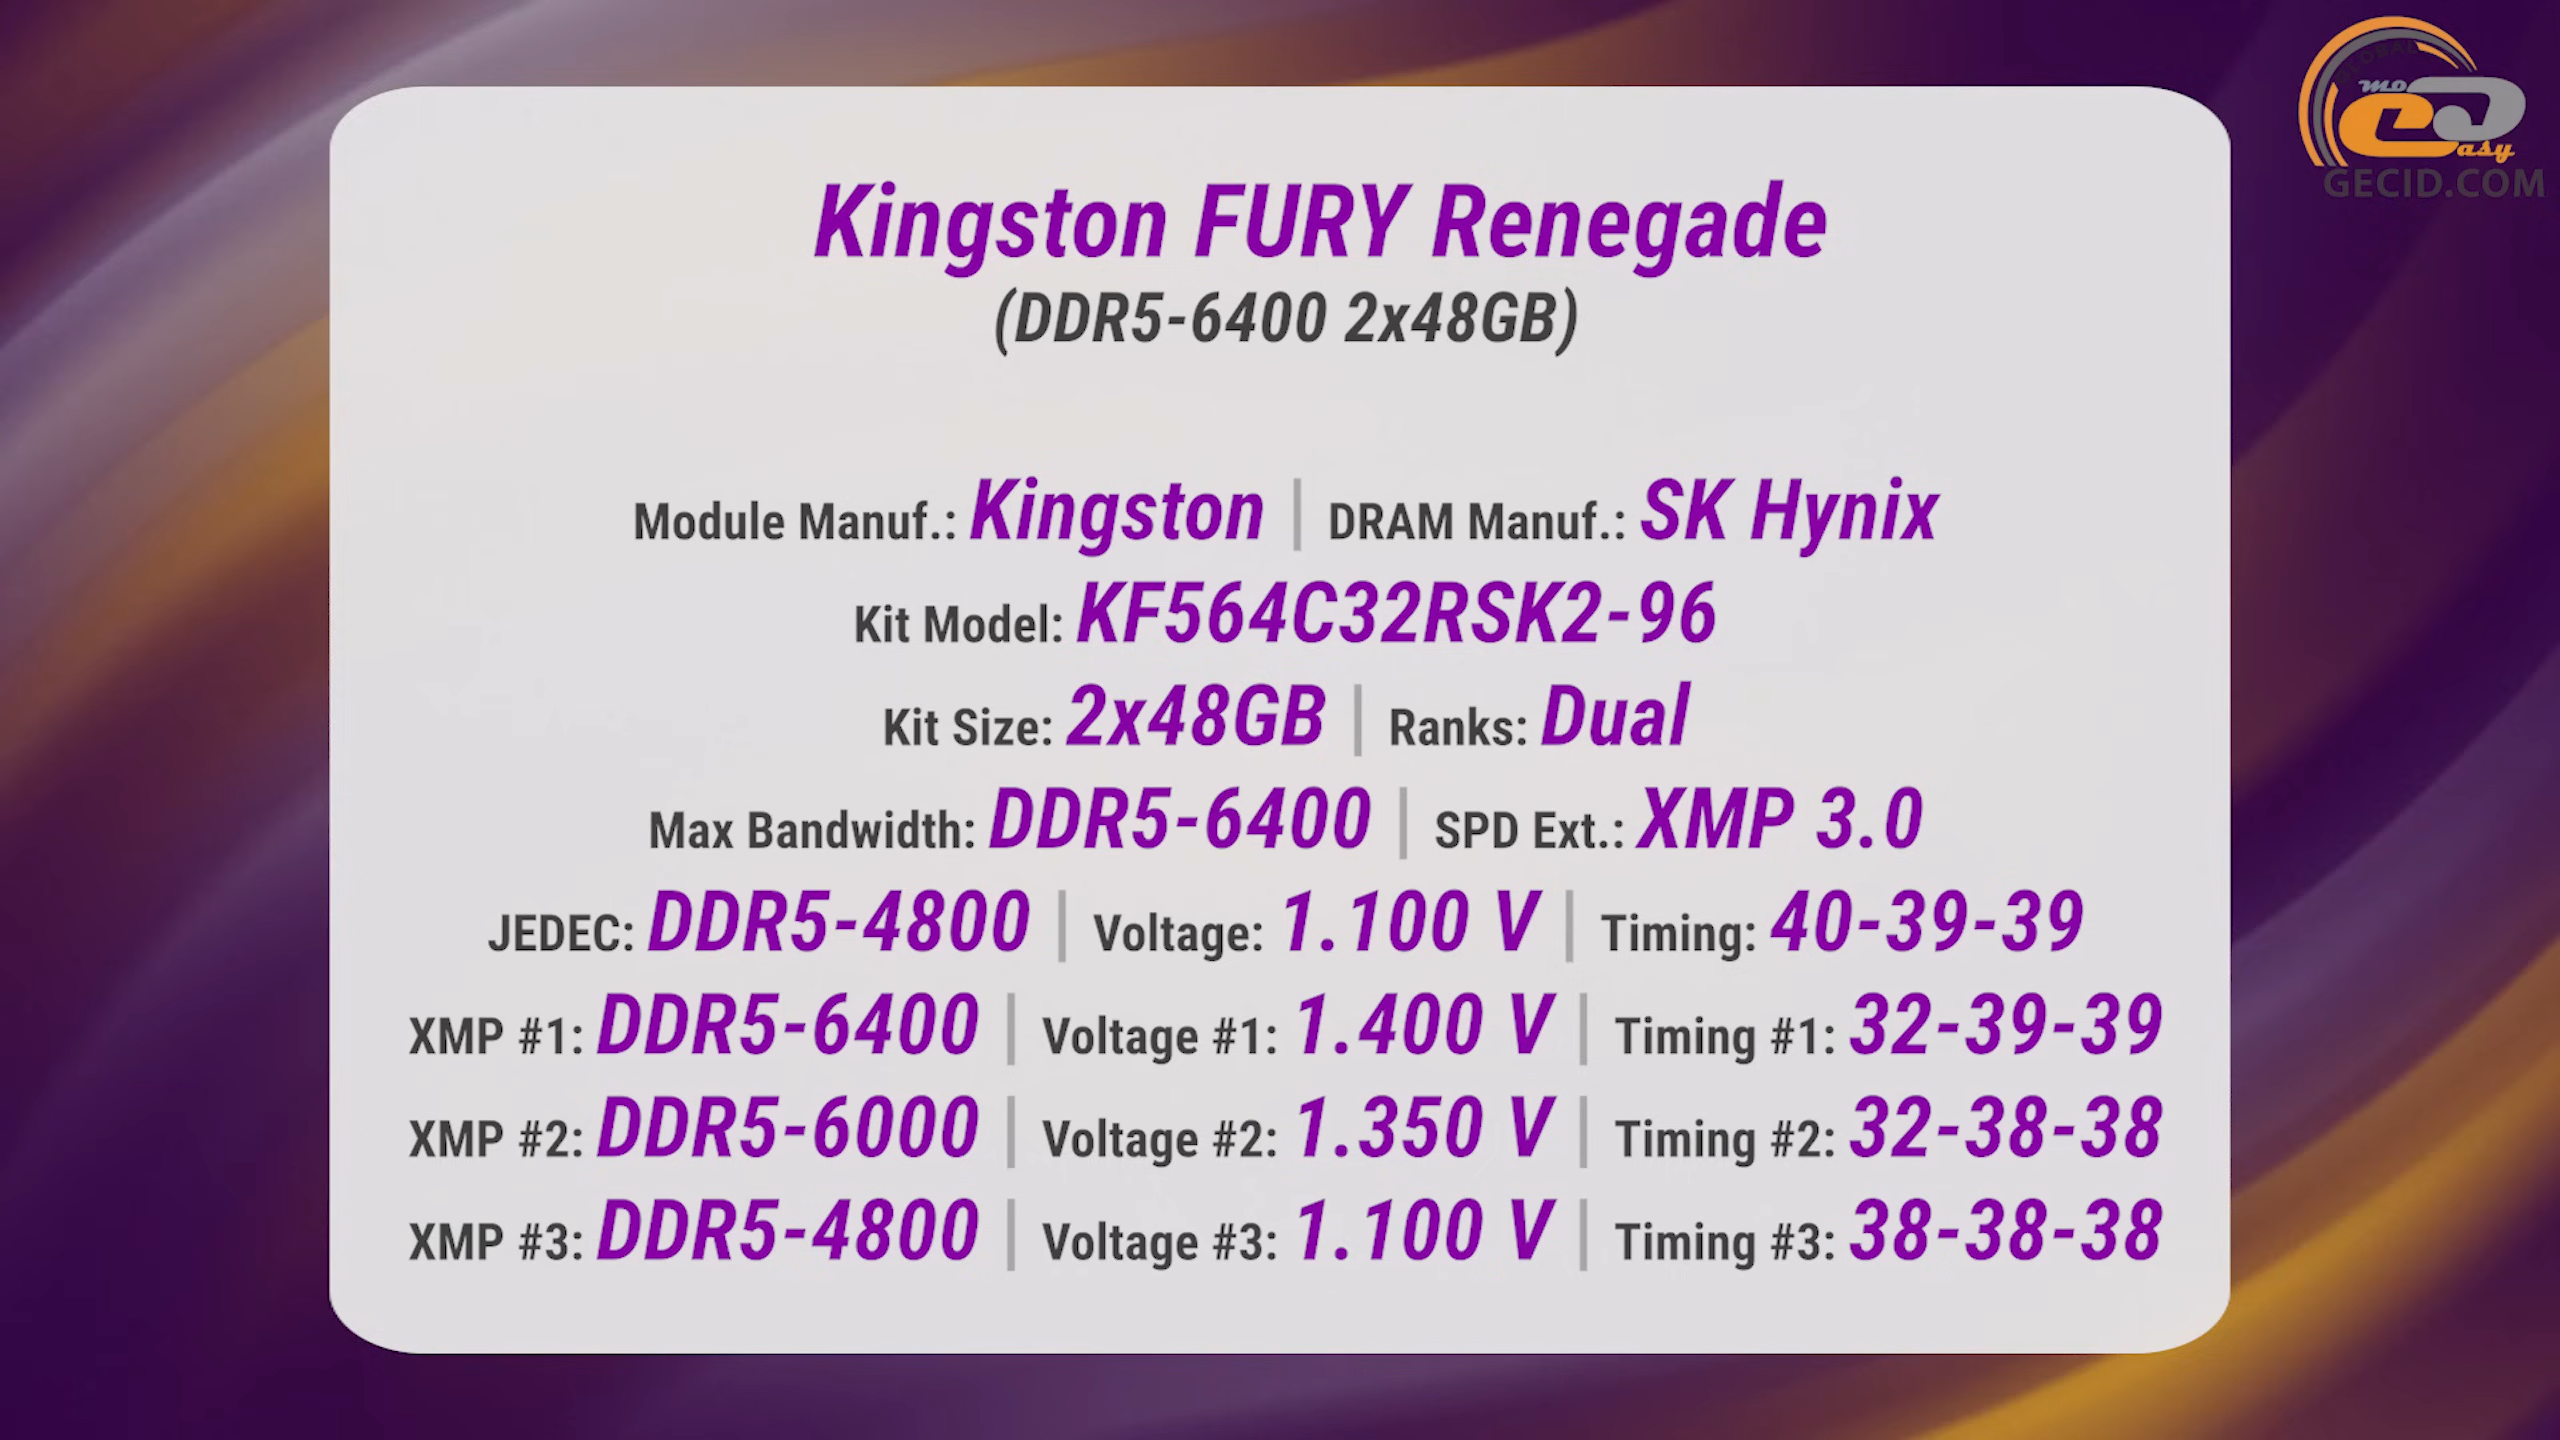 GLOBAL
mo
easy
GECID.COM
Kingston FURY Renegade
(DDR5-6400 2x48GB)
Module Manuf.: Kingston | DRAM Manuf.: SK Hynix
Kit Model: KF564C32RSK2-96
Kit Size: 2x48GB | Ranks: Dual
Max Bandwidth: DDR5-6400 | SPD Ext.: XMP 3.0
JEDEC: DDR5-4800 | Voltage: 1.100 V | Timing: 40-39-39
XMP #1: DDR5-6400 | Voltage #1: 1.400 V | Timing #1: 32-39-39
XMP #2: DDR5-6000 | Voltage #2: 1.350 V | Timing #2: 32-38-38
XMP #3: DDR5-4800 | Voltage #3: 1.100 V | Timing #3: 38-38-38